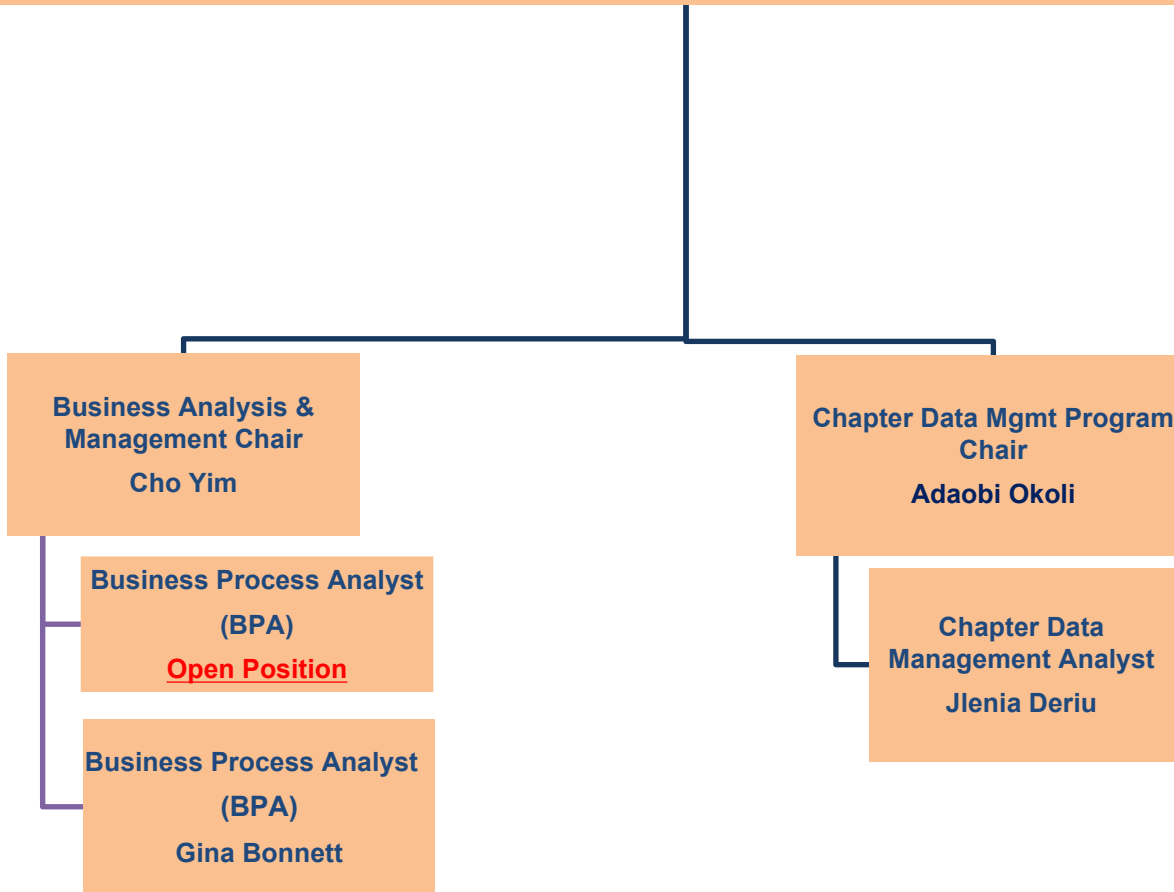 Business Analysis &
Management Chair
Cho Yim
Business Process Analyst
(BPA)
Open Position
Business Process Analyst
(BPA)
Gina Bonnett
Chapter Data Mgmt Program
Chair
Adaobi Okoli
Chapter Data
Management Analyst
Jlenia Deriu